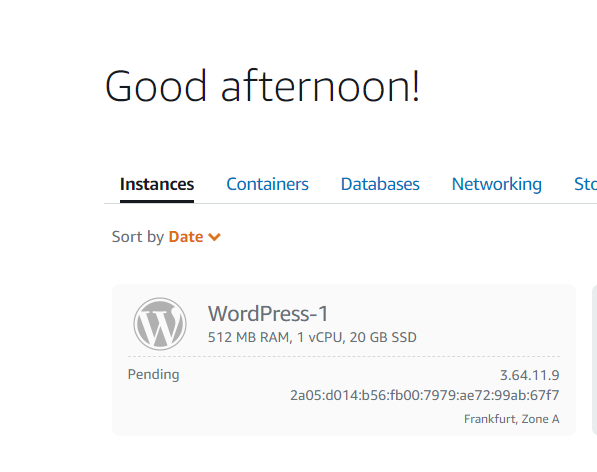 Good afternoon!
Instances Containers Databases Networking Sto
Sort by Date
WordPress-1
512 MB RAM, 1 vCPU, 20 GB SSD
Pending 3.64.11.9
2a05:d014:b56:fb00:7979:ae72:99ab:67f7
Frankfurt, Zone A